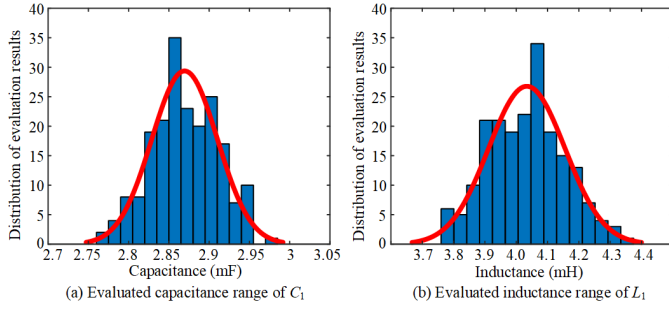 Distribution of evaluation results
40
35
30
25
20
15
10
5
0
2.7 2.75 2.8 2.85 2.9 2.95 3 3.05
Capacitance (mF)
(a) Evaluated capacitance range of C1
Distribution of evaluation results
40
35
30
25
20
15
10
5
0
3.7 3.8 3.9 4.0 4.1 4.2 4.3 4.4
Inductance (mH)
(b) Evaluated inductance range of L1